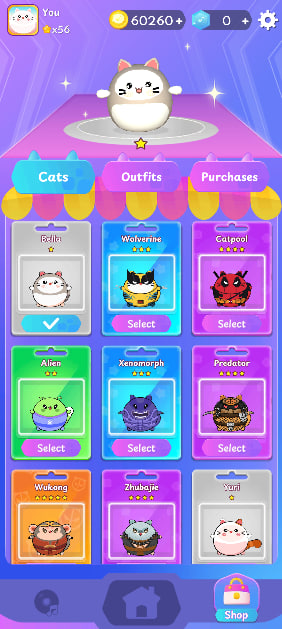 You
x56
60260+
0 +
Cats
Outfits
Purchases
Bella
Wolverine
Catpool
Select
Select
Alien
Xenomorph
Predator
Select
Select
Select
Wukong
Zhubajie
Yuri
Shop